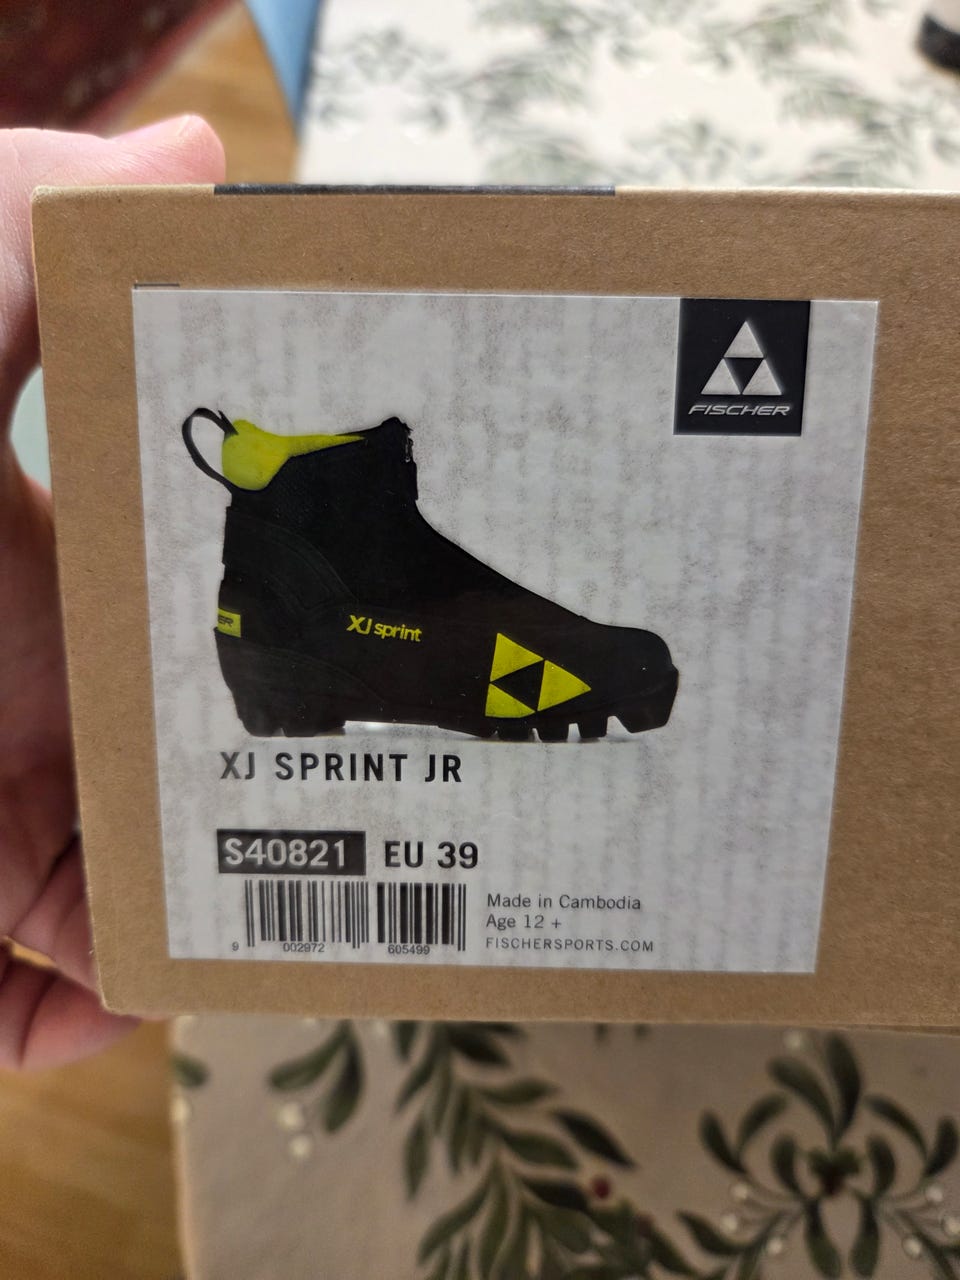 FISCHER
XJ sprint
ER
XJ SPRINT JR
S40821 EU 39
Made in Cambodia
Age 12 +
FISCHERSPORTS.COM
9 002972 605499